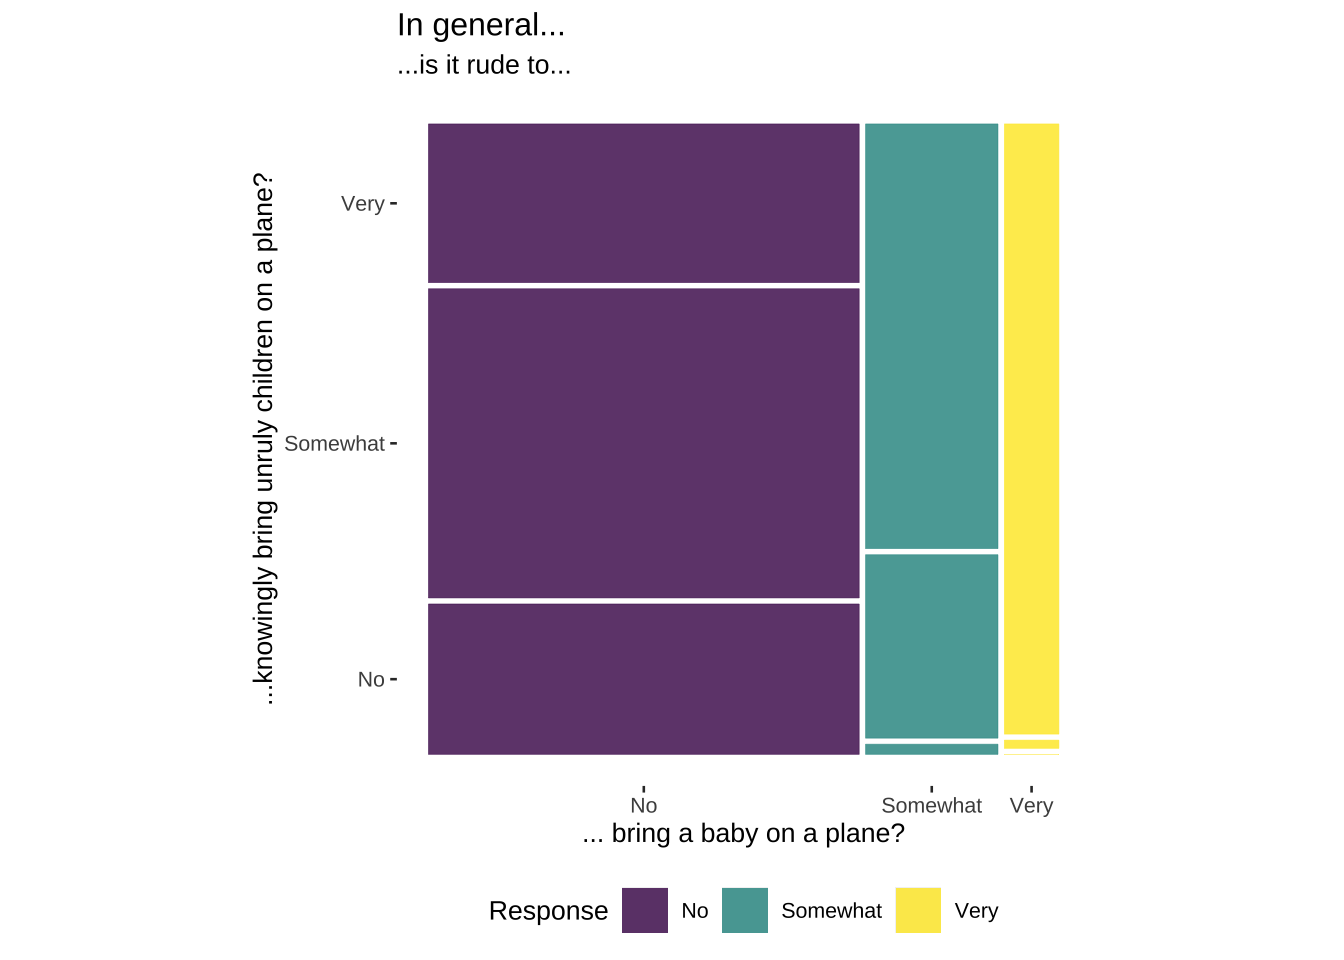 In general...
...is it rude to...
...knowingly bring unruly children on a plane?
Very
Somewhat
No
No Somewhat Very
... bring a baby on a plane?
Response No Somewhat Very